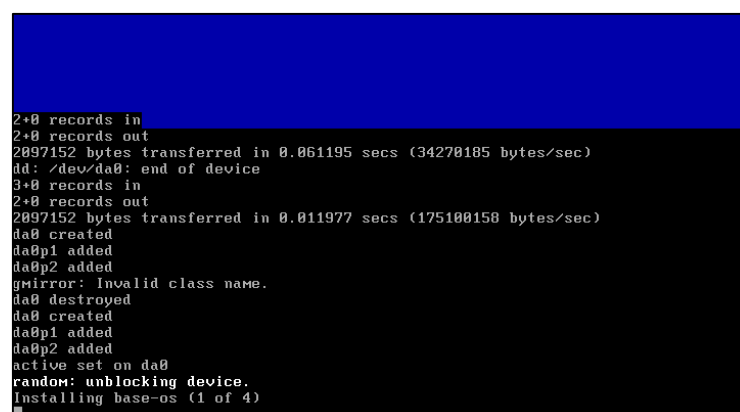 2+0 records in
2+0 records out
2097152 bytes transferred in 0.061195 secs (34270185 bytes/sec)
dd: /dev/da0: end of device
3+0 records in
2+0 records out
2097152 bytes transferred in 0.011977 secs (175100158 bytes/sec)
da0 created
da0p1 added
da0p2 added
gmirror: Invalid class name.
da0 destroyed
da0 created
da0p1 added
da0p2 added
active set on da0
random: unblocking device.
Installing base-os (1 of 4)